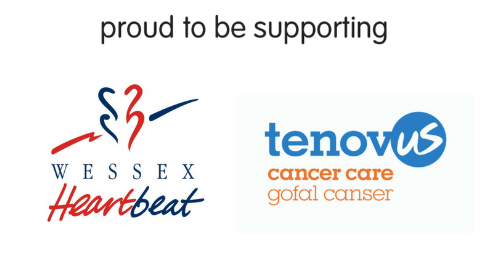 proud to be supporting
WESSEX
Heartbeat
tenovus
cancer care
gofal canser